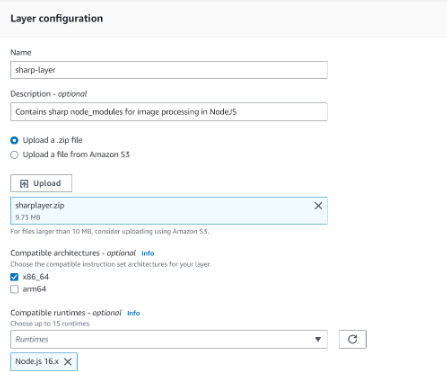 Layer configuration
Name
sharp-layer
Description - optional
Contains sharp node_modules for image processing in NodeJS
Upload a .zip file
Upload a file from Amazon S3
Upload
sharplayer.zip
9.73 MB
For files larger than 10 MB, consider uploading using Amazon S3.
Compatible architectures - optional Info
Choose the compatible instruction set architectures for your layer.
x86_64
arm64
Compatible runtimes - optional Info
Choose up to 15 runtimes.
Runtimes
Node.js 16.x